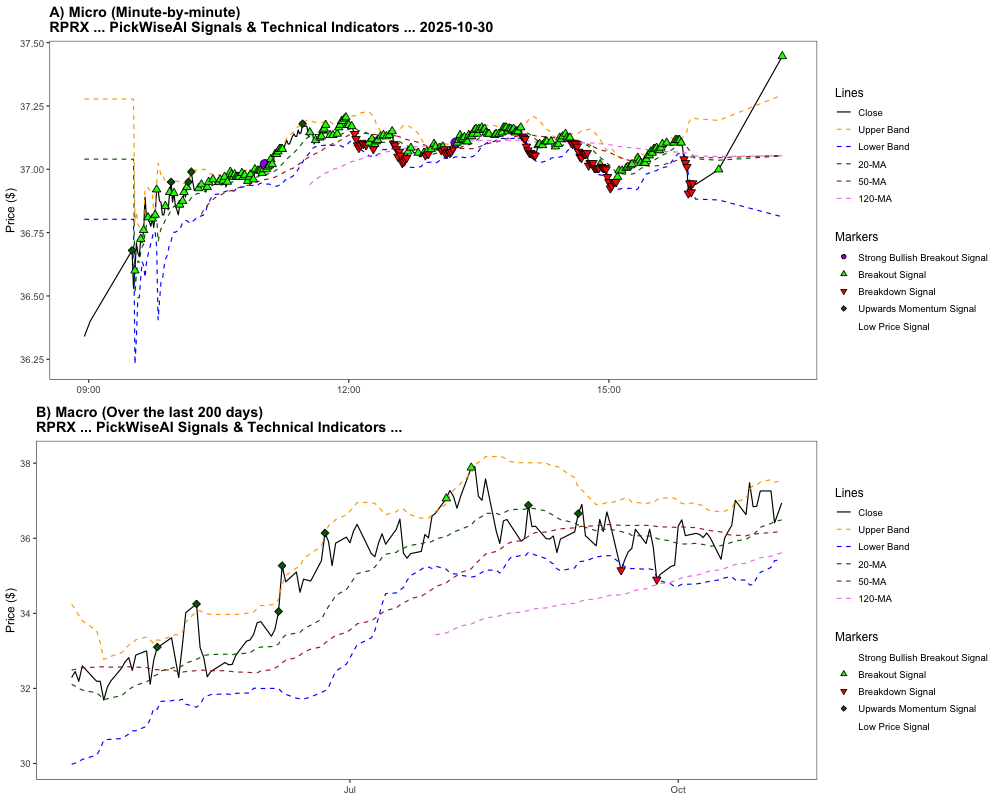 A) Micro (Minute-by-minute)
RPRX ... PickWiseAI Signals & Technical Indicators ... 2025-10-30
37.50
37.25
37.00
36.75
36.50
36.25
Price ($)
09:00
12:00
15:00
Lines
Close
Upper Band
Lower Band
20-MA
50-MA
120-MA
Markers
Strong Bullish Breakout Signal
Breakout Signal
Breakdown Signal
Upwards Momentum Signal
Low Price Signal
B) Macro (Over the last 200 days)
RPRX ... PickWiseAI Signals & Technical Indicators ...
38
36
34
32
30
Price ($)
Jul
Oct
Lines
Close
Upper Band
Lower Band
20-MA
50-MA
120-MA
Markers
Strong Bullish Breakout Signal
Breakout Signal
Breakdown Signal
Upwards Momentum Signal
Low Price Signal